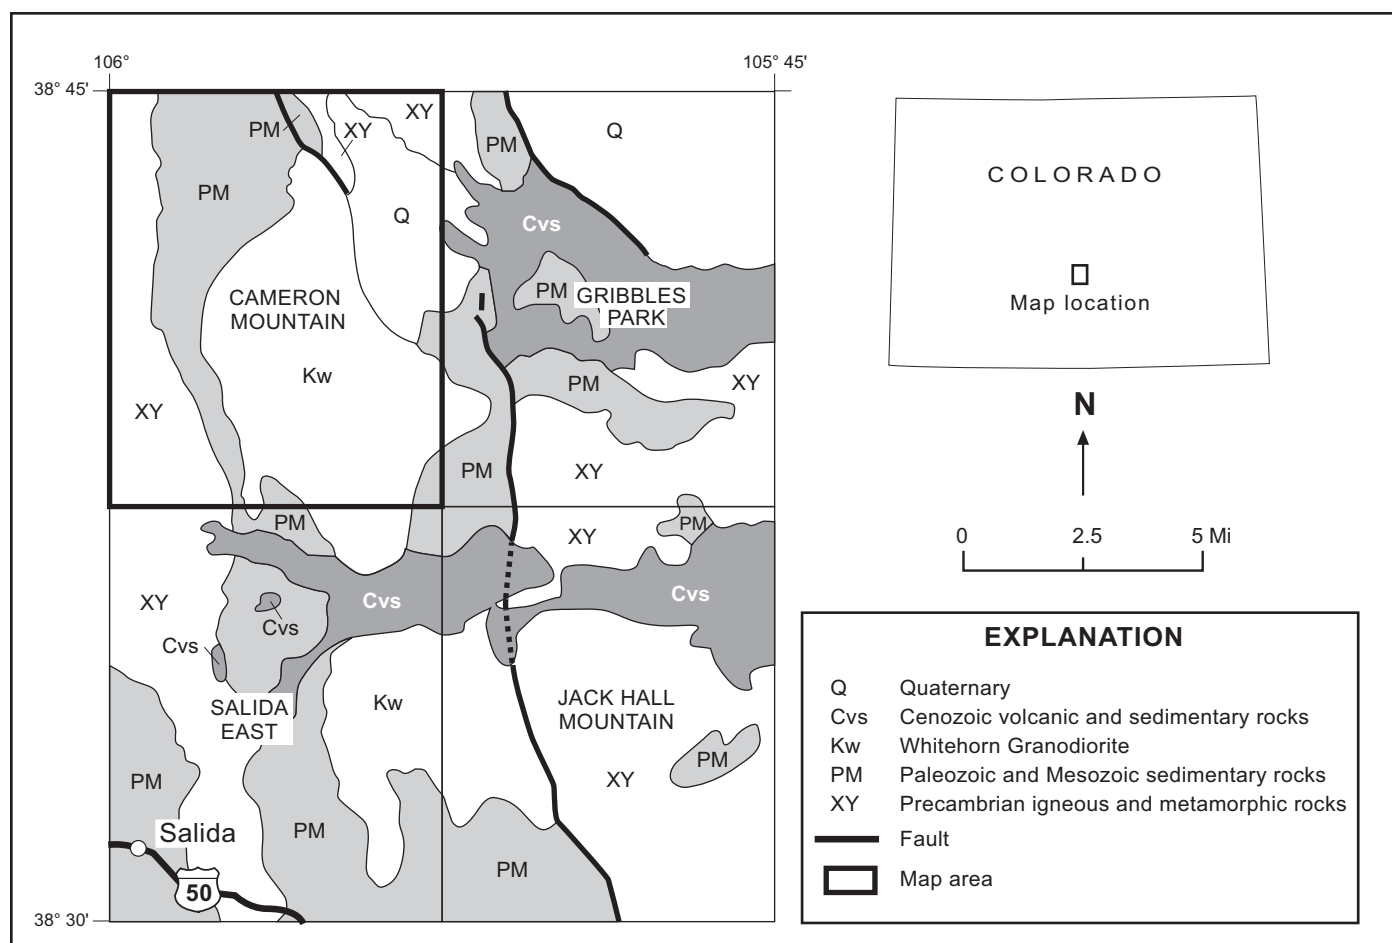 106°
105° 45'
38° 45'
XY
PM
XY
PM
Q
PM
Q
Cvs
PM
GRIBBLES
PARK
CAMERON
MOUNTAIN
Kw
XY
PM
XY
PM
XY
PM
PM
XY
XY
Cvs
Cvs
Cvs
Cvs
SALIDA
EAST
Kw
JACK HALL
MOUNTAIN
PM
XY
PM
PM
PM
Salida
50
38° 30'
COLORADO
Map location
N
0 2.5 5 Mi
EXPLANATION
Q Quaternary
Cvs Cenozoic volcanic and sedimentary rocks
Kw Whitehorn Granodiorite
PM Paleozoic and Mesozoic sedimentary rocks
XY Precambrian igneous and metamorphic rocks
Fault
Map area